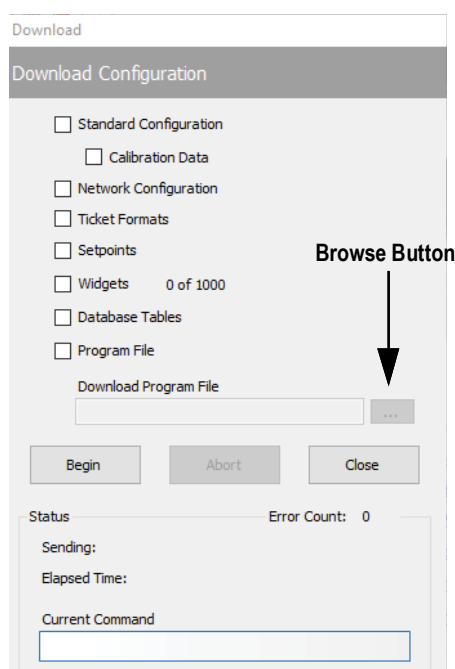 Download
Download Configuration
Standard Configuration
Calibration Data
Network Configuration
Ticket Formats
Setpoints
Browse Button
Widgets 0 of 1000
Database Tables
Program File
Download Program File
...
Begin Abort Close
Status Error Count: 0
Sending:
Elapsed Time:
Current Command